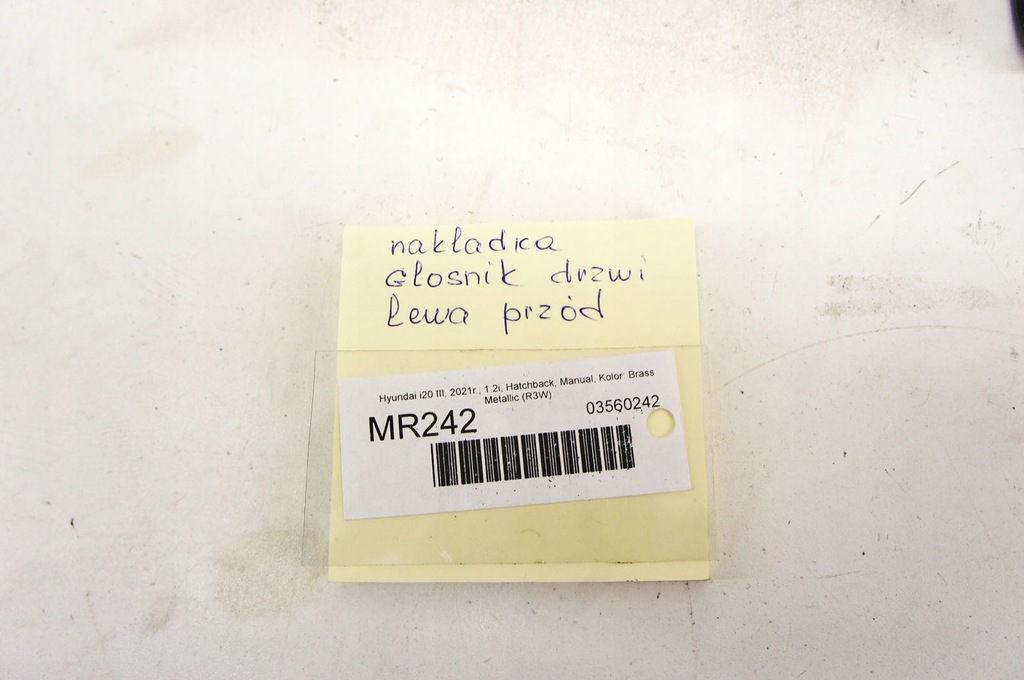 nakładka
Głosnik drzwi
Lewa przód
Hyundai i20 III, 2021r., 1.2i, Hatchback, Manual, Kolor: Brass
Metallic (R3W)
MR242 03560242